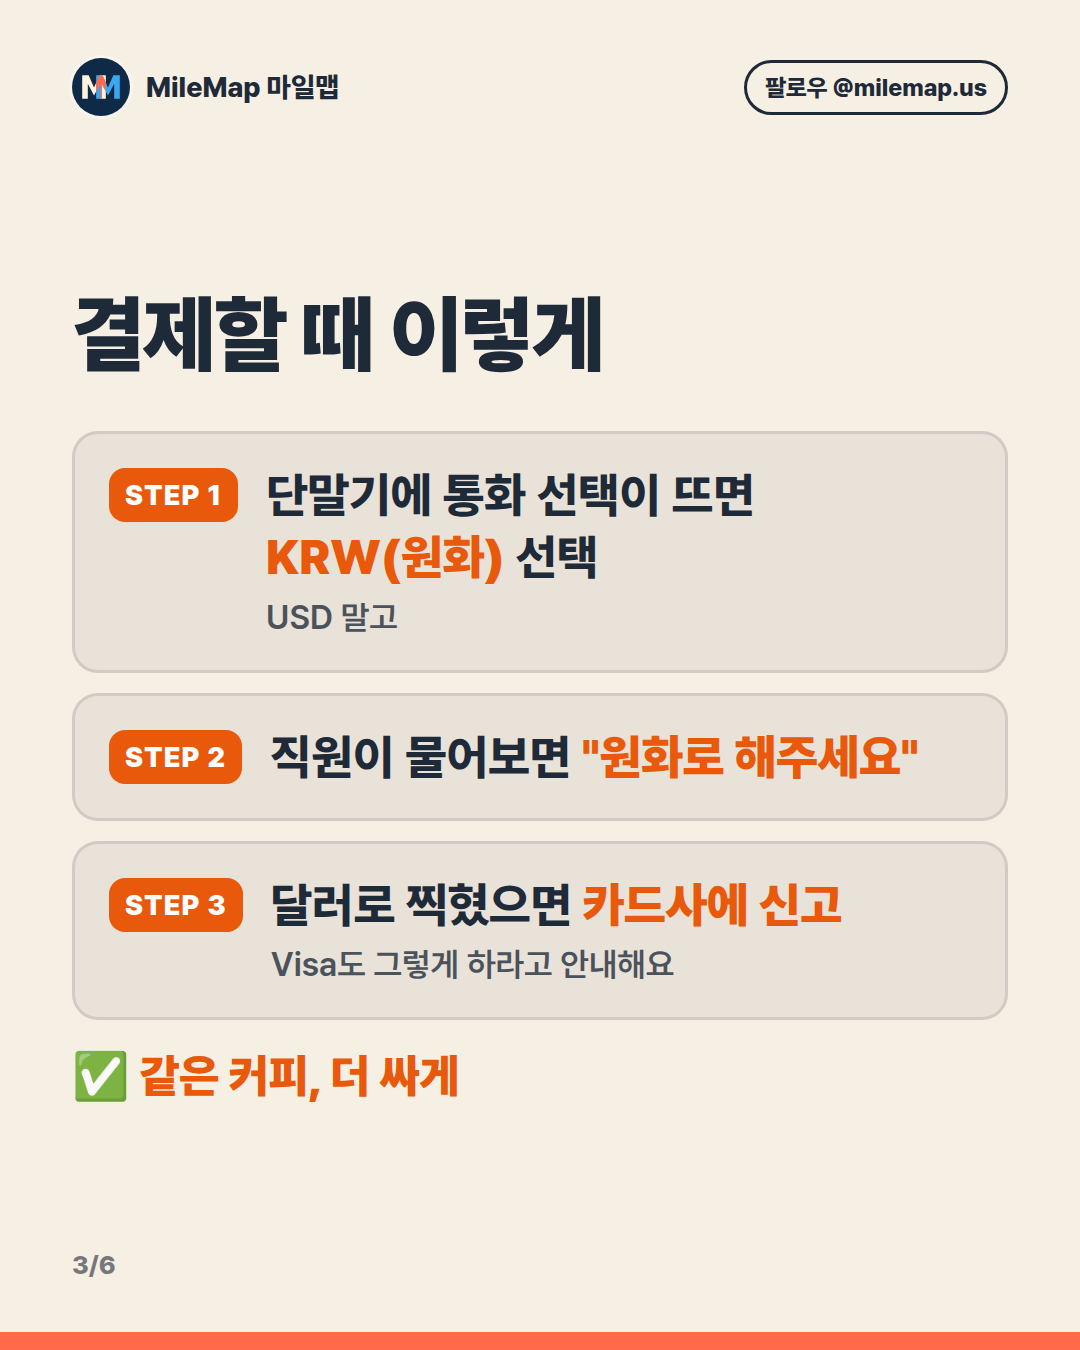 MM MileMap 마일맵
팔로우 @milemap.us
결제할 때 이렇게
STEP 1 단말기에 통화 선택이 뜨면
KRW(원화) 선택
USD 말고
STEP 2 직원이 물어보면 "원화로 해주세요"
STEP 3 달러로 찍혔으면 카드사에 신고
Visa도 그렇게 하라고 안내해요
✅ 같은 커피, 더 싸게
3/6